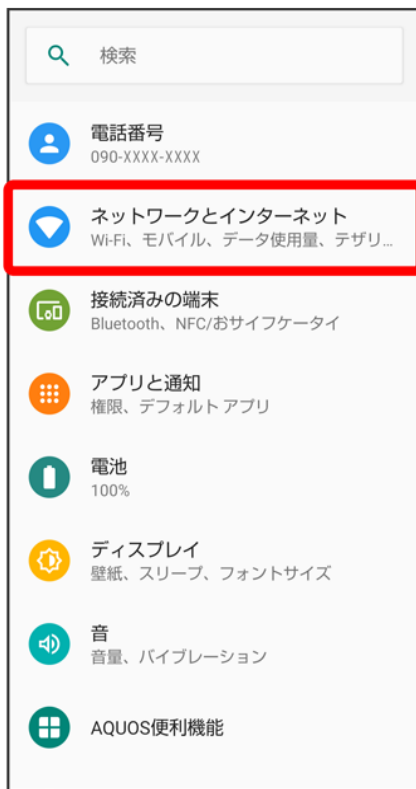 検索
電話番号
090-XXXX-XXXX
ネットワークとインターネット
Wi-Fi、モバイル、データ使用量、テザリ...
接続済みの端末
Bluetooth、NFC/おサイフケータイ
アプリと通知
権限、デフォルト アプリ
電池
100%
ディスプレイ
壁紙、スリープ、フォントサイズ
音
音量、バイブレーション
AQUOS便利機能